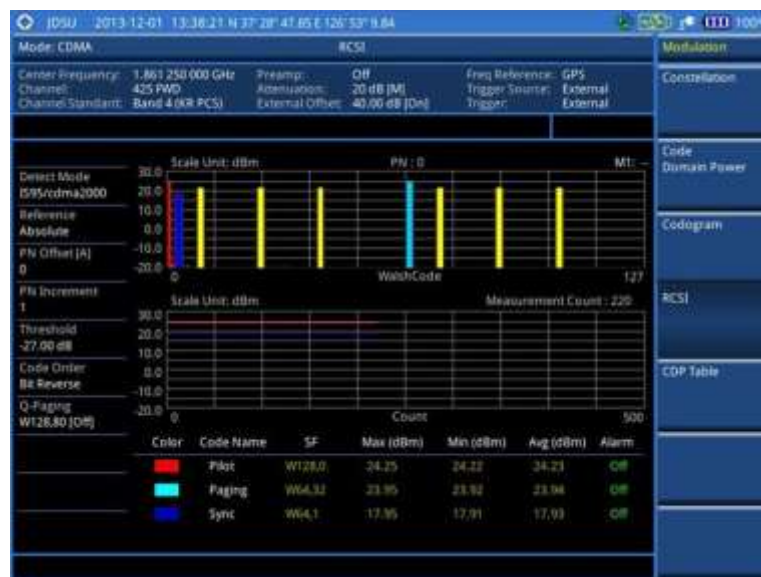 JDSU 2013-12-01 13:38:21 N 37° 28" 47.85 E 126° 53" 9.84 100%
Mode: CDMA RCSI Modulation
Center Frequency: 1.861 250 000 GHz Preamp: Off Freq Reference: GPS
Channel: 425 FWD Attenuation: 20 dB [M] Trigger Source: External
Channel Standard: Band 4 (KR PCS) External Offset: 40.00 dB [On] Trigger: External
Constellation
Code Domain Power
Codogram
RCSI
CDP Table
Detect Mode
IS95/cdma2000
Reference
Absolute
PN Offset [A]
0
PN Increment
1
Threshold
-27.00 dB
Code Order
Bit Reverse
Q-Paging
W128,80 [Off]
Scale Unit: dBm PN : 0 M1: --
30.0
20.0
10.0
0.0
-10.0
-20.0
0 WalshCode 127
Scale Unit: dBm Measurement Count : 220
30.0
20.0
10.0
0.0
-10.0
-20.0
0 Count 500
Color Code Name SF Max (dBm) Min (dBm) Avg (dBm) Alarm
Pilot W128,0 24.25 24.22 24.23 Off
Paging W64,32 23.95 23.92 23.94 Off
Sync W64,1 17.95 17.91 17.93 Off